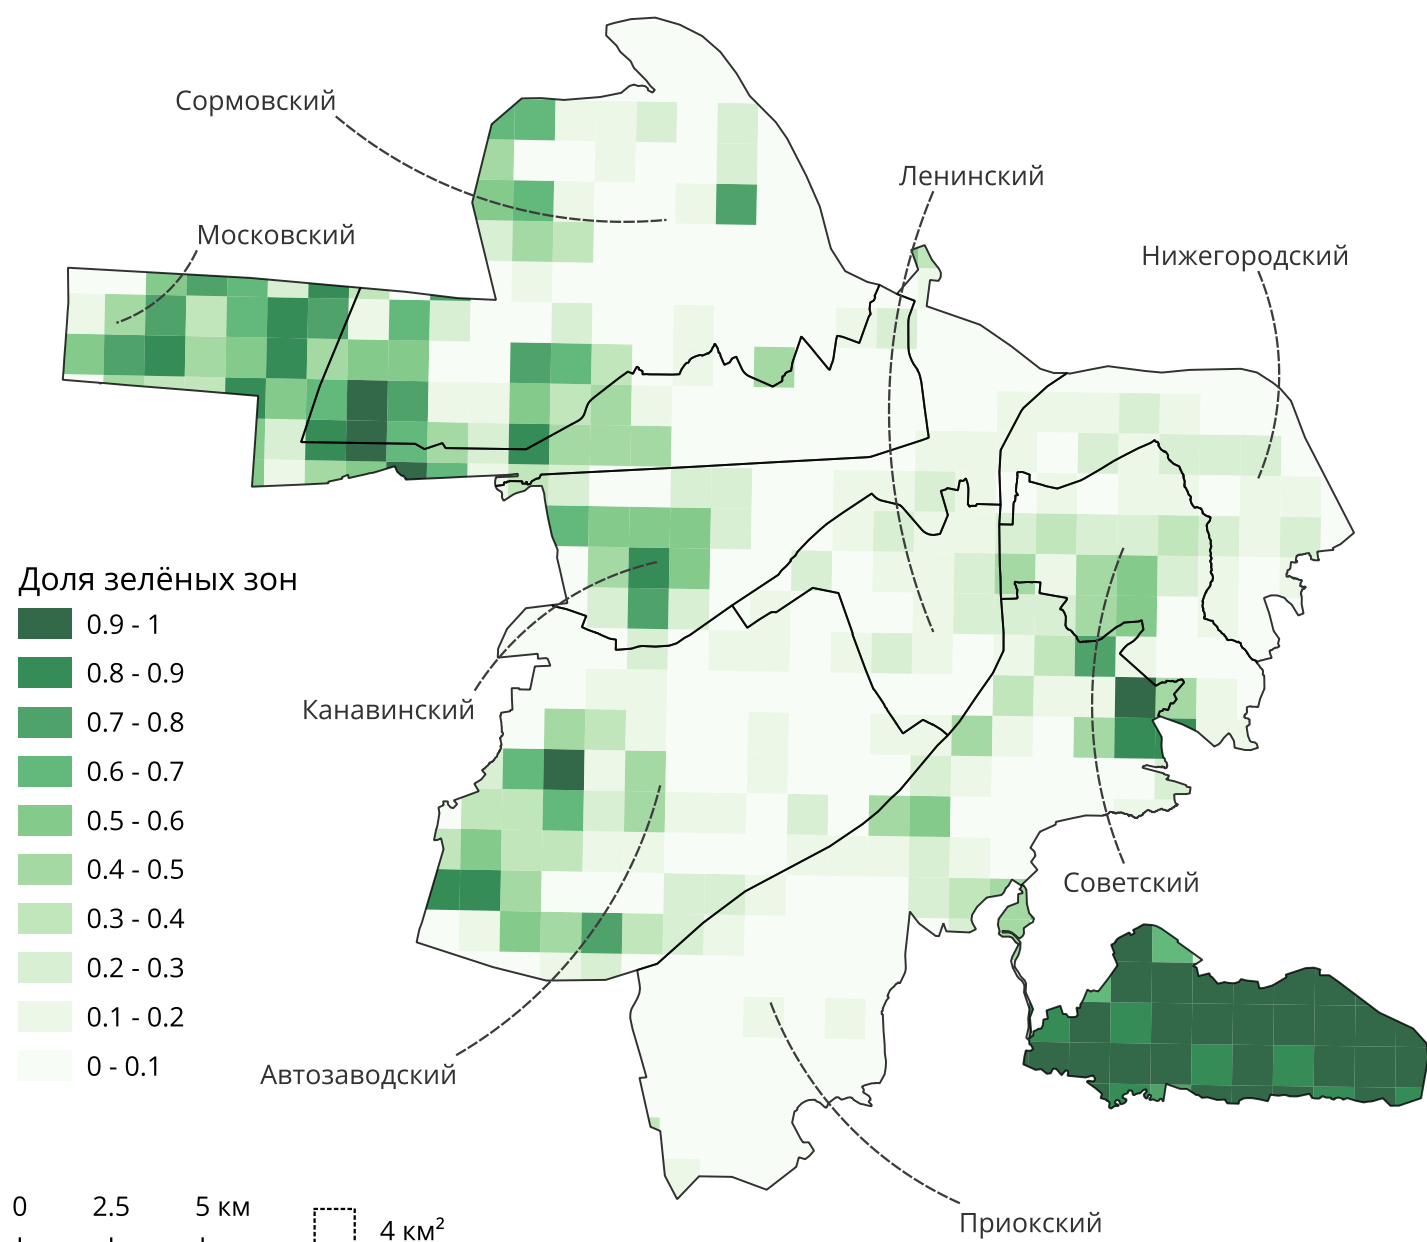 Сормовский
Ленинский
Московский
Нижегородский
Доля зелёных зон
0.9 - 1
0.8 - 0.9
0.7 - 0.8
0.6 - 0.7
0.5 - 0.6
0.4 - 0.5
0.3 - 0.4
0.2 - 0.3
0.1 - 0.2
0 - 0.1
Канавинский
Советский
Автозаводский
Приокский
0 2.5 5 км
4 км²